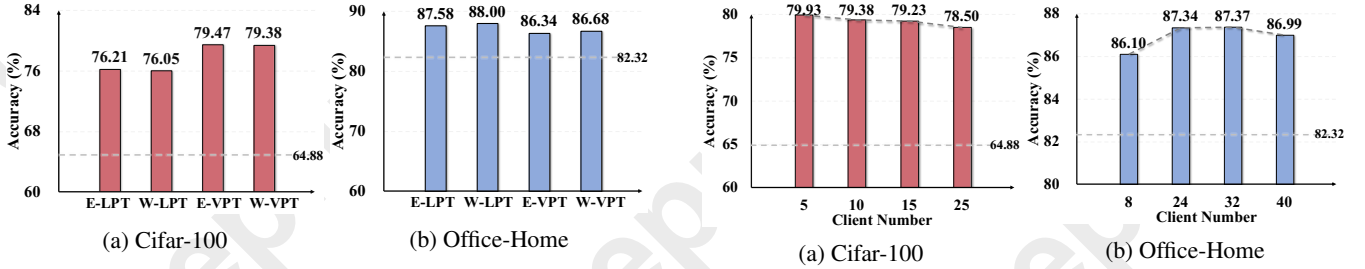 Accuracy (%)
84
76
68
60
76.21
76.05
79.47
79.38
64.88
E-LPT W-LPT E-VPT W-VPT
(a) Cifar-100
Accuracy (%)
90
80
70
60
87.58
88.00
86.34
86.68
82.32
E-LPT W-LPT E-VPT W-VPT
(b) Office-Home
Accuracy (%)
80
75
70
65
60
79.93
79.38
79.23
78.50
64.88
5 10 15 25
Client Number
(a) Cifar-100
Accuracy (%)
88
86
84
82
80
86.10
87.34
87.37
86.99
82.32
8 24 32 40
Client Number
(b) Office-Home